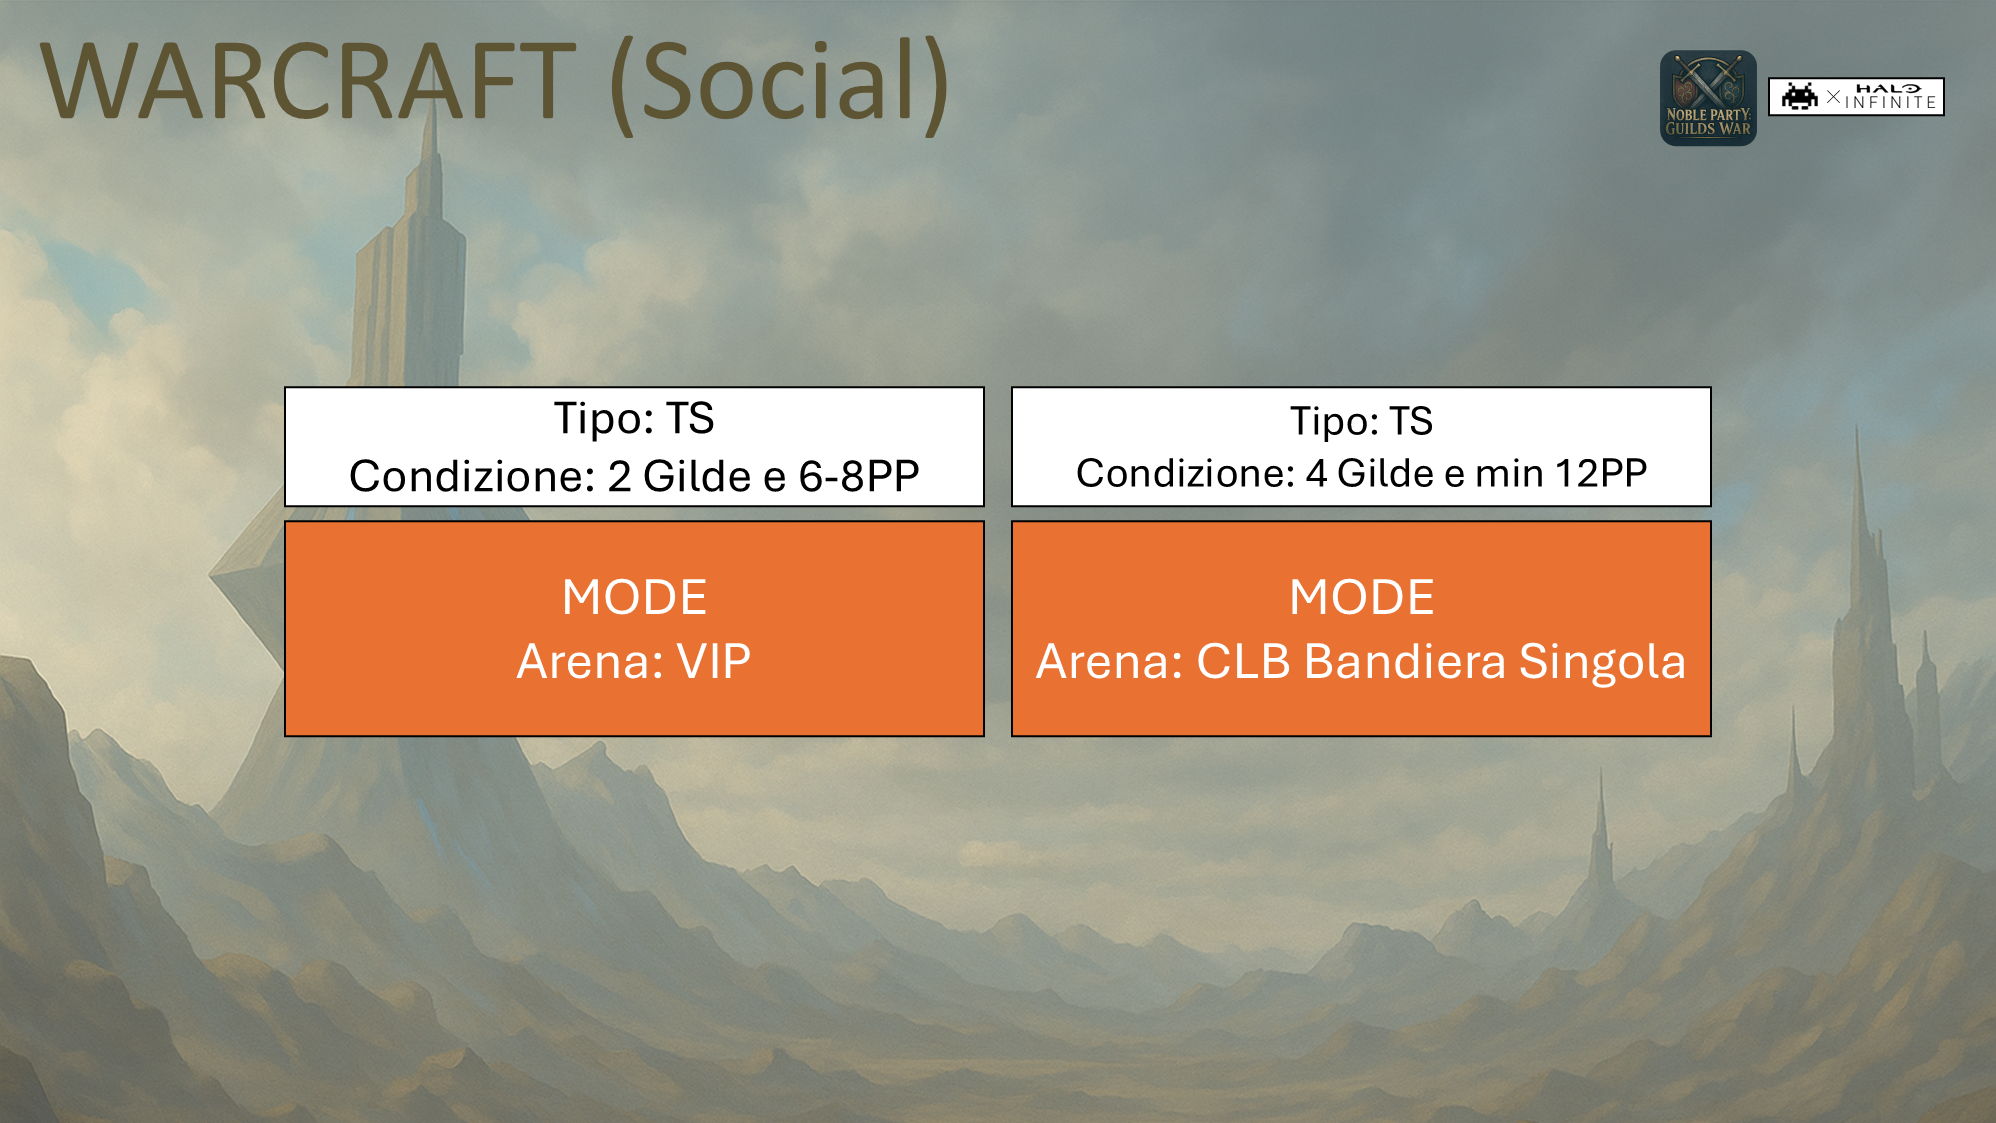 WARCRAFT (Social)
NOBLE PARTY:
GUILDS WAR
× HALO
INFINITE
Tipo: TS
Condizione: 2 Gilde e 6-8PP
Tipo: TS
Condizione: 4 Gilde e min 12PP
MODE
Arena: VIP
MODE
Arena: CLB Bandiera Singola